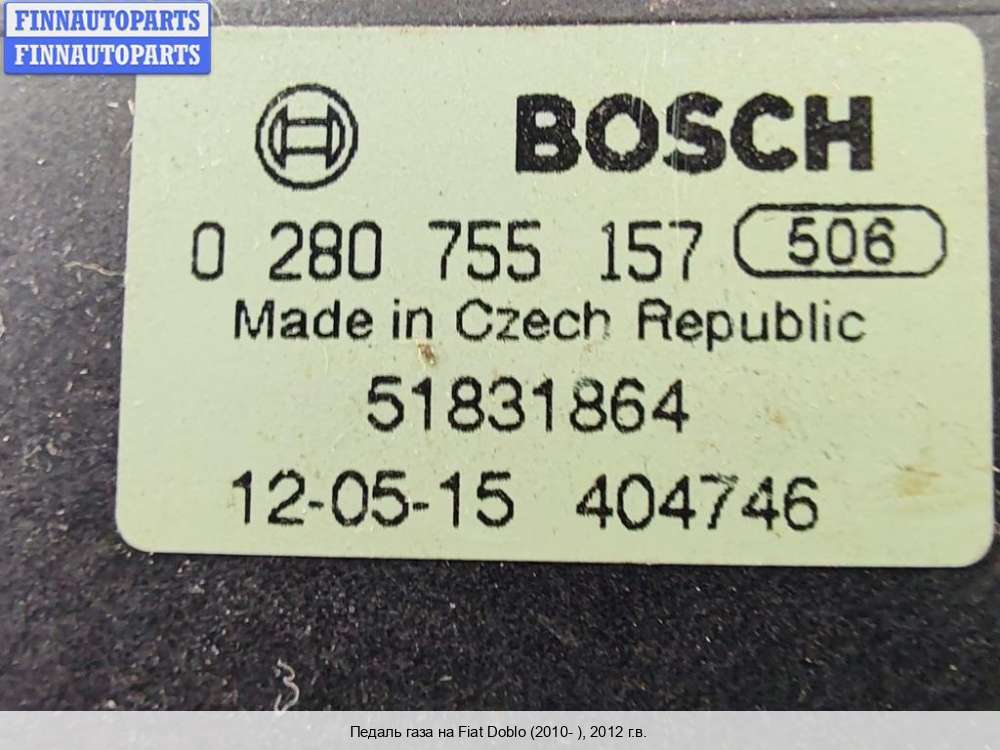 FINNAUTOPARTS
FINNAUTOPARTS
BOSCH
0 280 755 157 506
Made in Czech Republic
51831864
12-05-15 404746
3
Педаль газа на Fiat Doblo (2010- ), 2012 г.в.